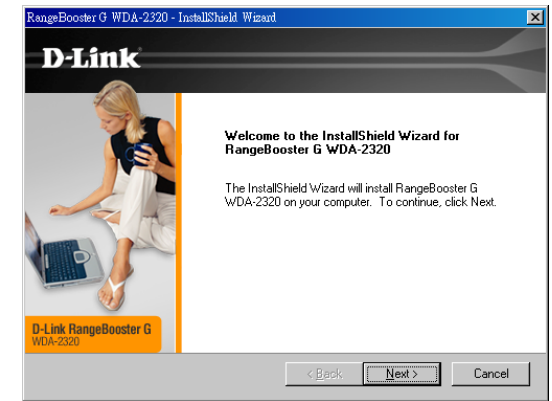 RangeBooster G WDA-2320 - InstallShield Wizard
D-Link
Welcome to the InstallShield Wizard for
RangeBooster G WDA-2320
The InstallShield Wizard will install RangeBooster G
WDA-2320 on your computer. To continue, click Next.
D-Link RangeBooster G
WDA-2320
< Back
Next >
Cancel